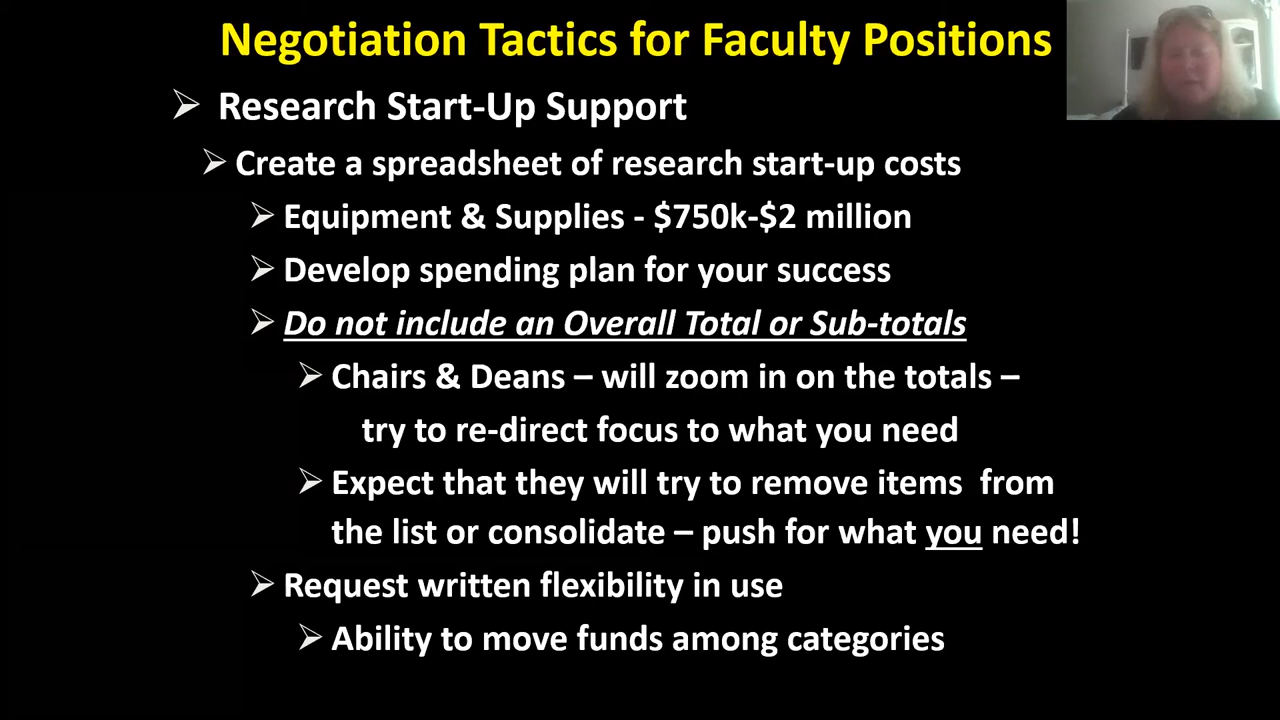 Negotiation Tactics for Faculty Positions
Research Start-Up Support
Create a spreadsheet of research start-up costs
Equipment & Supplies - $750k-$2 million
Develop spending plan for your success
Do not include an Overall Total or Sub-totals
Chairs & Deans – will zoom in on the totals –
try to re-direct focus to what you need
Expect that they will try to remove items from
the list or consolidate – push for what you need!
Request written flexibility in use
Ability to move funds among categories